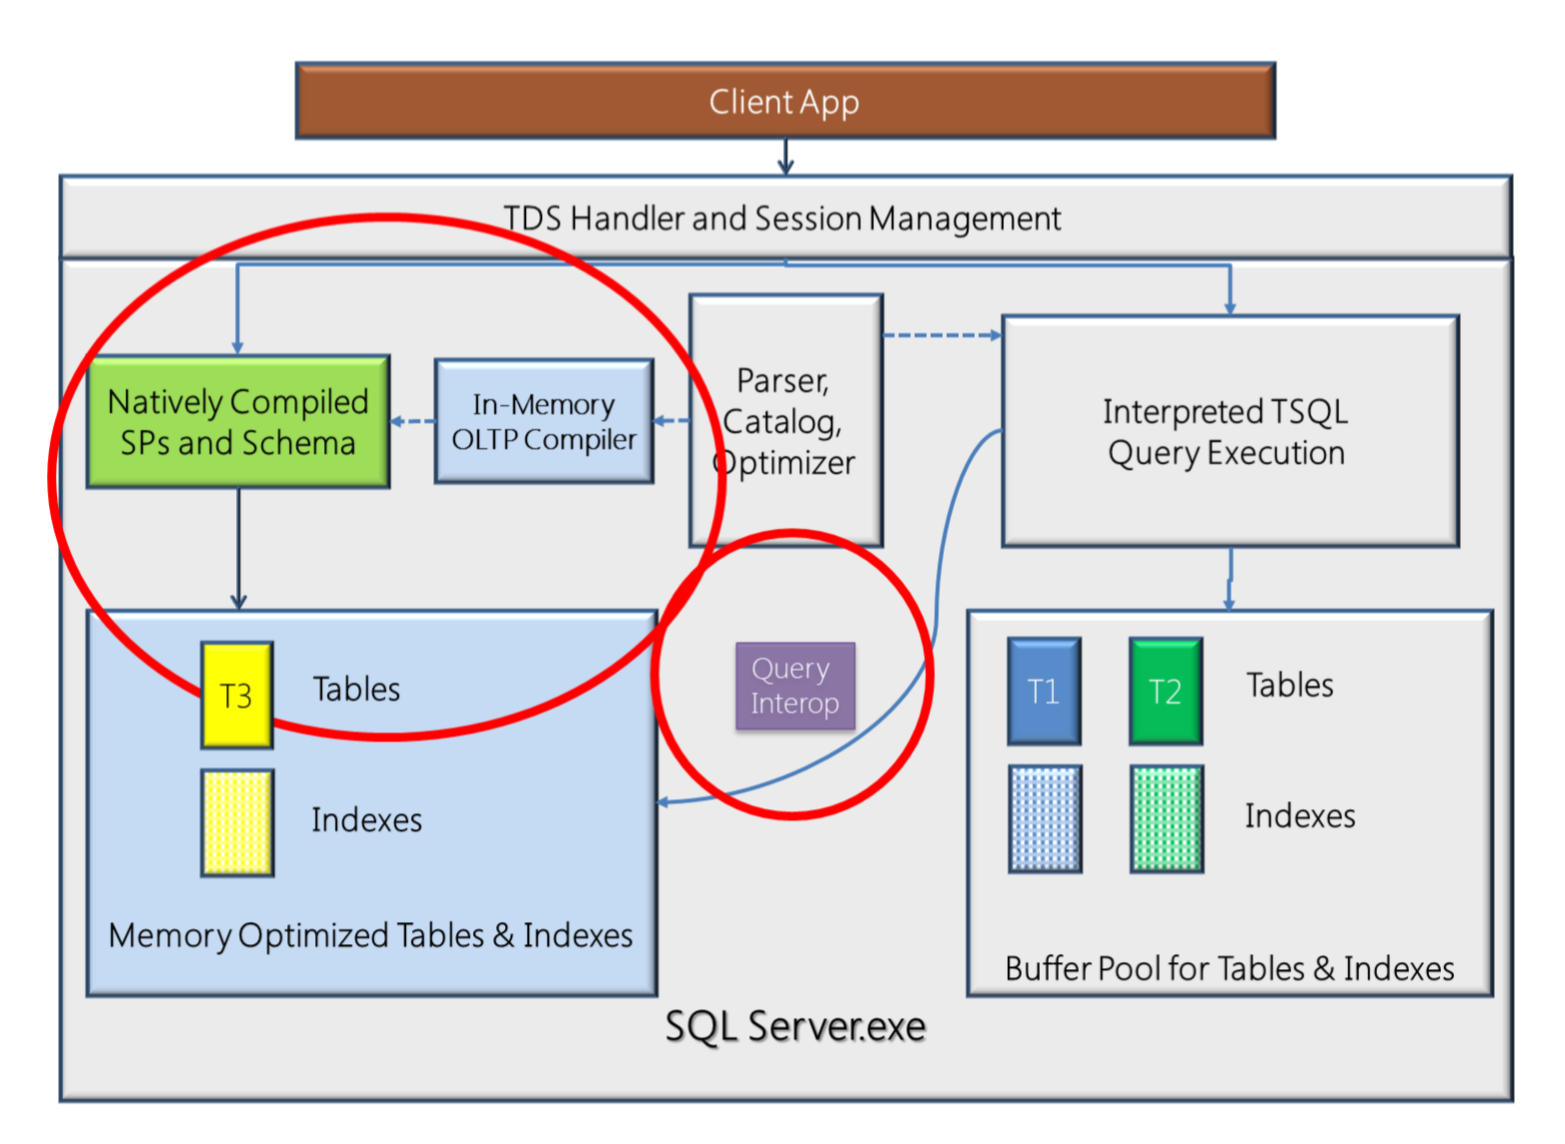 Client App
TDS Handler and Session Management
Natively Compiled
SPs and Schema
In-Memory
OLTP Compiler
Parser,
Catalog,
Optimizer
Interpreted TSQL
Query Execution
T3
Tables
Indexes
Memory Optimized Tables & Indexes
Query
Interop
T1
T2
Tables
Indexes
Buffer Pool for Tables & Indexes
SQL Server.exe